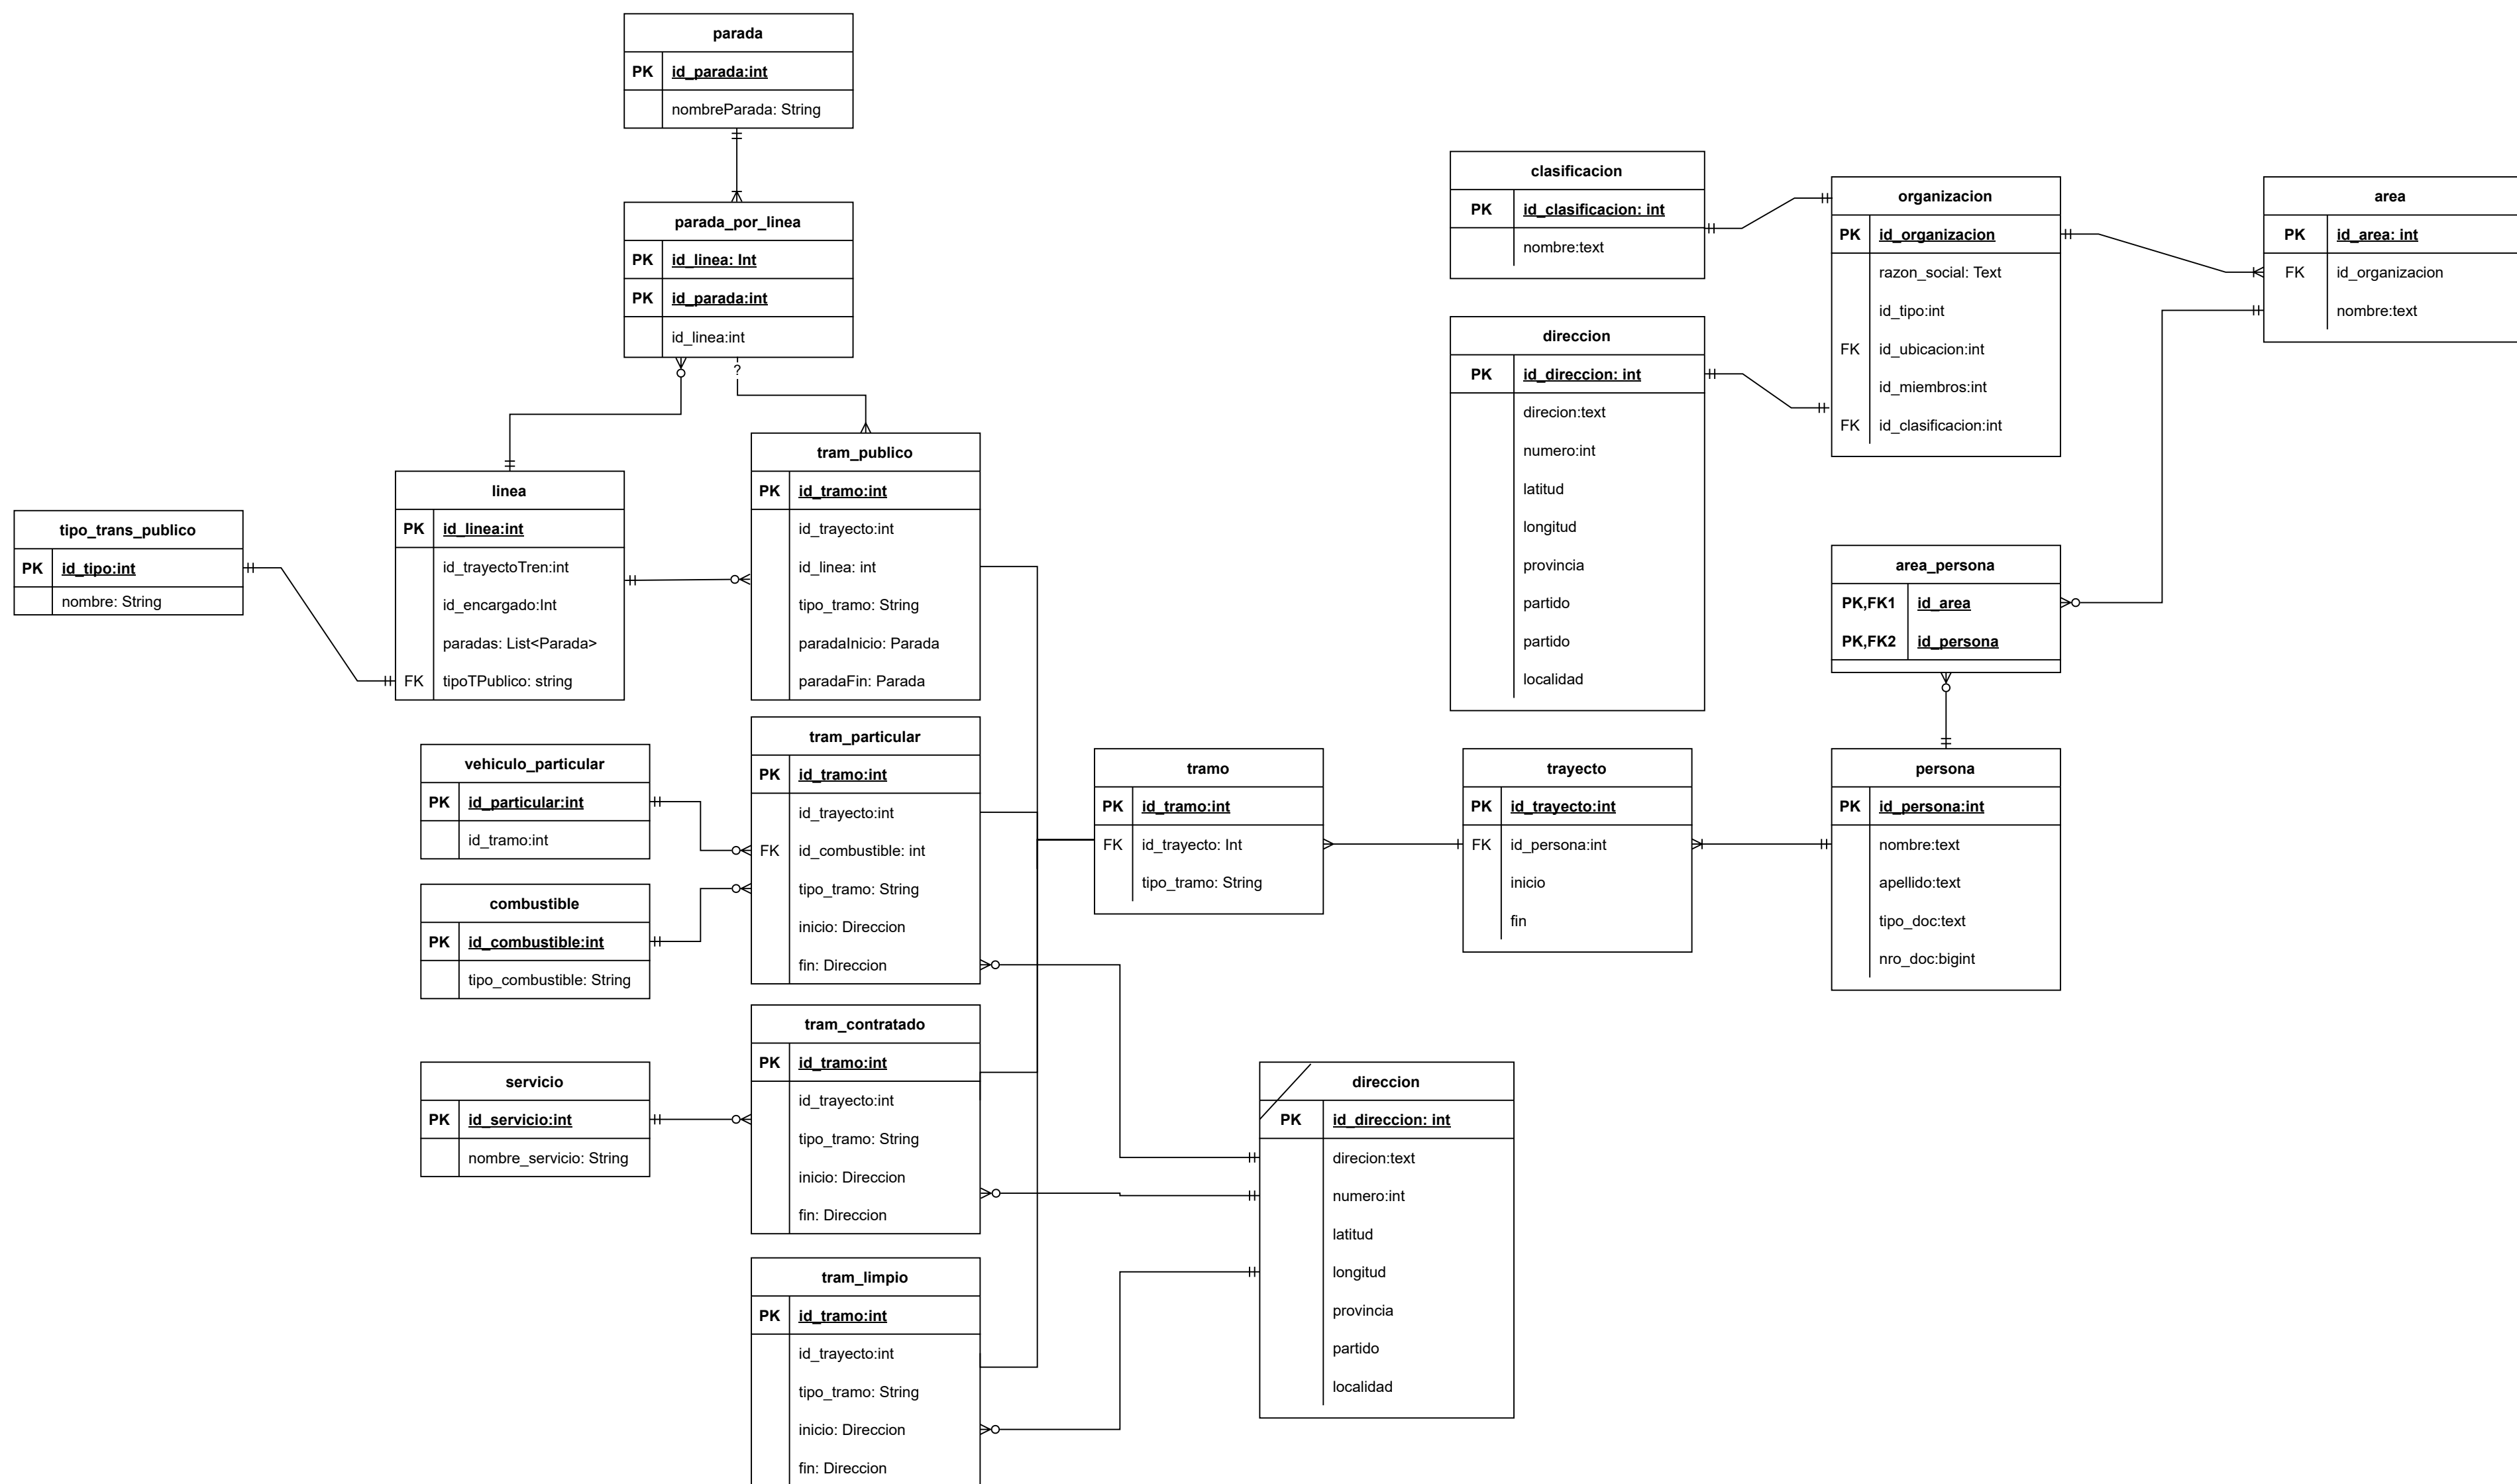 parada
PK id_parada:int
nombreParada: String
parada_por_linea
PK id_linea: Int
PK id_parada:int
id_linea:int
?
clasificacion
PK id_clasificacion: int
nombre:text
organizacion
PK id_organizacion
razon_social: Text
id_tipo:int
FK id_ubicacion:int
id_miembros:int
FK id_clasificacion:int
area
PK id_area: int
FK id_organizacion
nombre:text
direccion
PK id_direccion: int
direcion:text
numero:int
latitud
longitud
provincia
partido
partido
localidad
tipo_trans_publico
PK id_tipo:int
nombre: String
linea
PK id_linea:int
id_trayectoTren:int
id_encargado:Int
paradas: List<Parada>
FK tipoTPublico: string
tram_publico
PK id_tramo:int
id_trayecto:int
id_linea: int
tipo_tramo: String
paradaInicio: Parada
paradaFin: Parada
area_persona
PK,FK1 id_area
PK,FK2 id_persona
vehiculo_particular
PK id_particular:int
id_tramo:int
combustible
PK id_combustible:int
tipo_combustible: String
tram_particular
PK id_tramo:int
id_trayecto:int
FK id_combustible: int
tipo_tramo: String
inicio: Direccion
fin: Direccion
tramo
PK id_tramo:int
FK id_trayecto: Int
tipo_tramo: String
trayecto
PK id_trayecto:int
FK id_persona:int
inicio
fin
persona
PK id_persona:int
nombre:text
apellido:text
tipo_doc:text
nro_doc:bigint
servicio
PK id_servicio:int
nombre_servicio: String
tram_contratado
PK id_tramo:int
id_trayecto:int
tipo_tramo: String
inicio: Direccion
fin: Direccion
direccion
PK id_direccion: int
direcion:text
numero:int
latitud
longitud
provincia
partido
localidad
tram_limpio
PK id_tramo:int
id_trayecto:int
tipo_tramo: String
inicio: Direccion
fin: Direccion